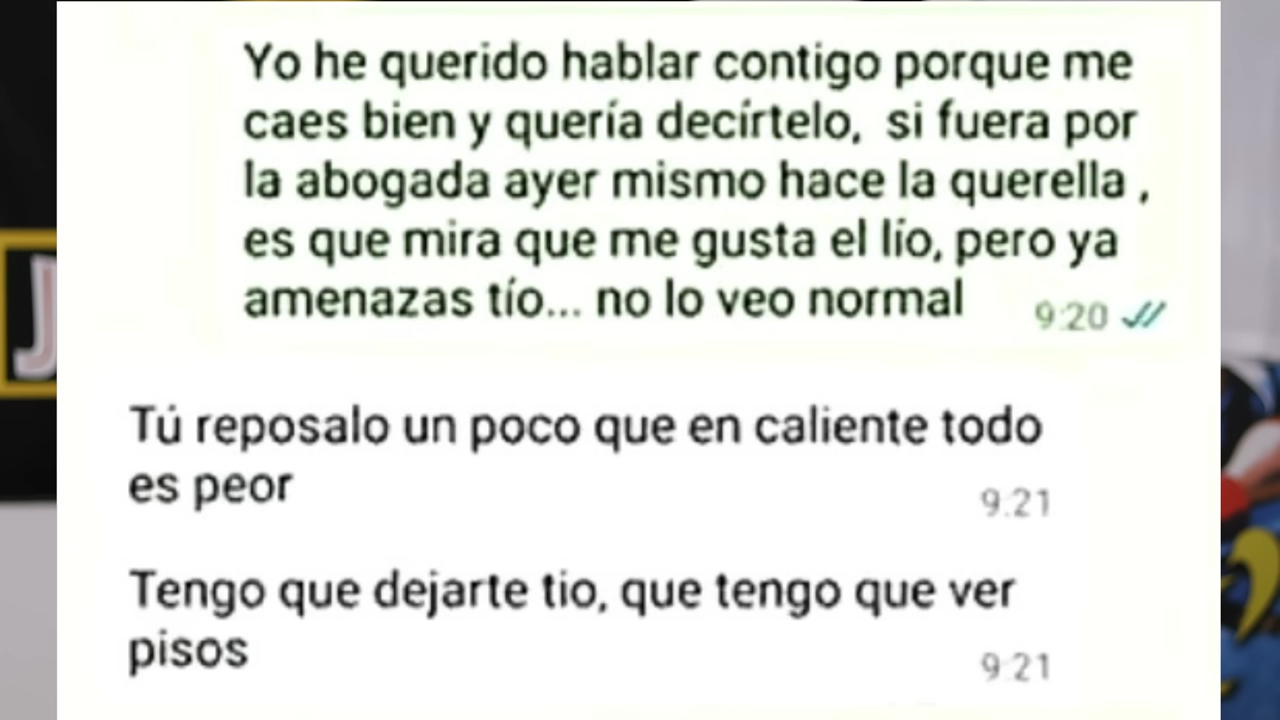 Yo he querido hablar contigo porque me
caes bien y quería decírtelo, si fuera por
la abogada ayer mismo hace la querella ,
es que mira que me gusta el lío, pero ya
amenazas tío... no lo veo normal 9:20
Tú reposalo un poco que en caliente todo
es peor 9:21
Tengo que dejarte tio, que tengo que ver
pisos 9:21
J